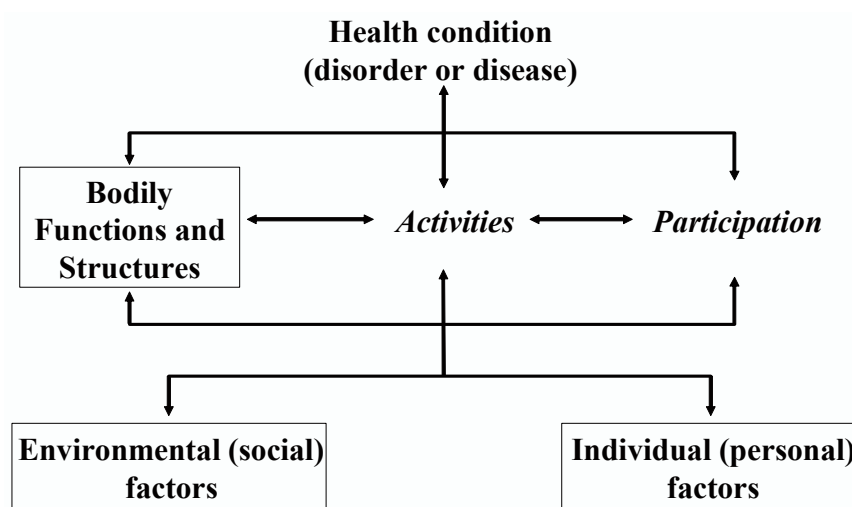 Health condition
(disorder or disease)
Bodily
Functions and
Structures
Activities
Participation
Environmental (social)
factors
Individual (personal)
factors